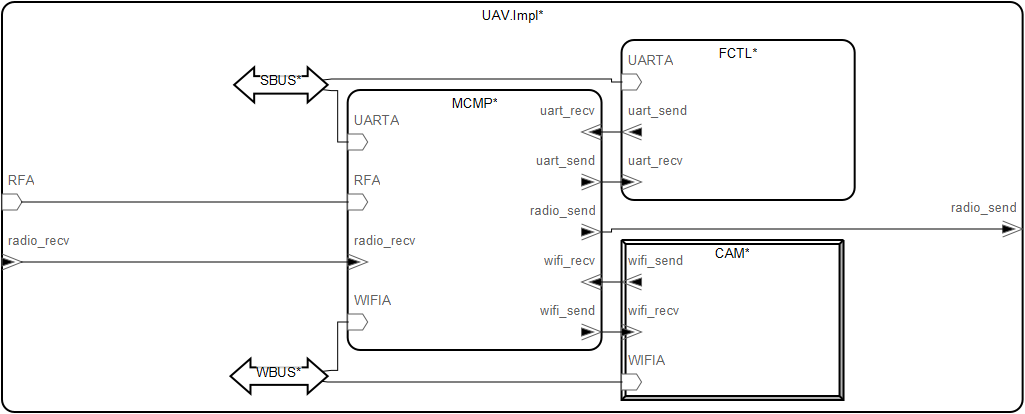 UAV.Impl*
FCTL*
UARTA
SBUS*
MCMP*
uart_recv
uart_send
UARTA
uart_send
uart_recv
RFA
RFA
radio_send
radio_send
radio_recv
radio_recv
CAM*
wifi_recv
wifi_send
WIFIA
wifi_send
wifi_recv
WIFIA
WBUS*